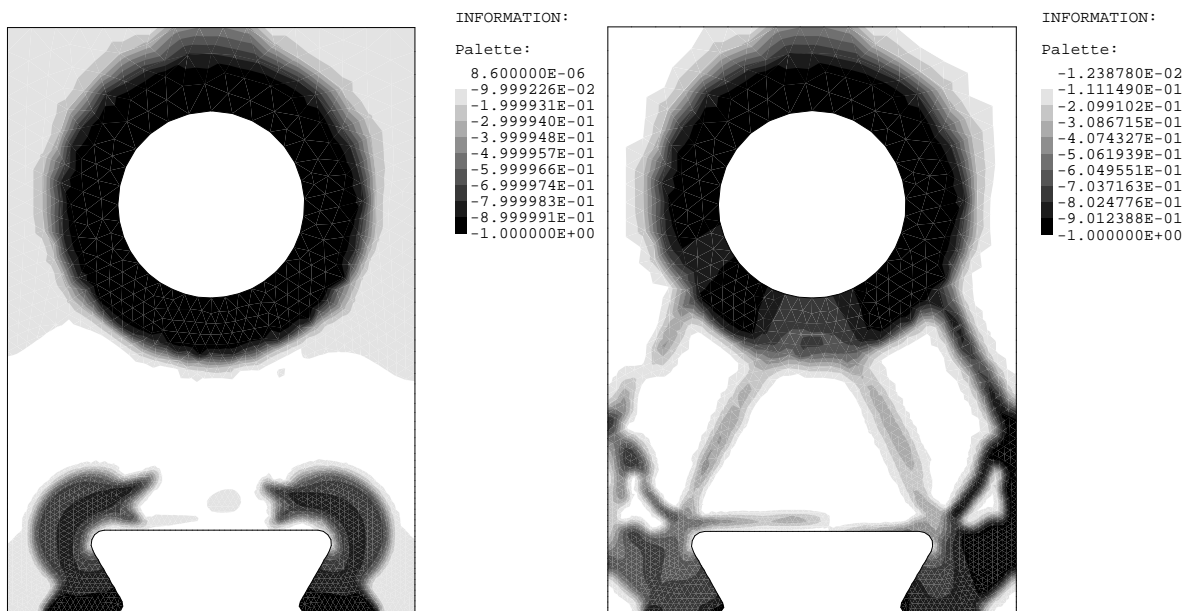 INFORMATION:
Palette:
8.600000E-06
-9.999226E-02
-1.999931E-01
-2.999940E-01
-3.999948E-01
-4.999957E-01
-5.999966E-01
-6.999974E-01
-7.999983E-01
-8.999991E-01
-1.000000E+00
INFORMATION:
Palette:
-1.238780E-02
-1.111490E-01
-2.099102E-01
-3.086715E-01
-4.074327E-01
-5.061939E-01
-6.049551E-01
-7.037163E-01
-8.024776E-01
-9.012388E-01
-1.000000E+00